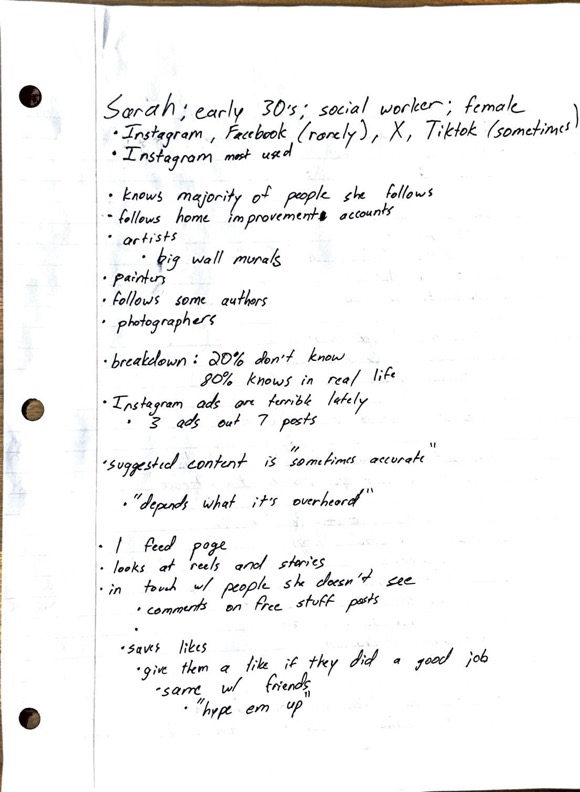 Sarah; early 30's; social worker; female
• Instagram, Facebook (rarely), X, Tiktok (sometimes)
• Instagram most used
• knows majority of people she follows
• follows home improvement accounts
• artists
• big wall murals
• painters
• follows some authors
• photographers
• breakdown: 20% don't know
80% knows in real life
• Instagram ads are terrible lately
• 3 ads out 7 posts
• suggested content is "sometimes accurate"
• "depends what it's overheard"
• 1 feed page
• looks at reels and stories
• in touch w/ people she doesn't see
• comments on free stuff posts
•
• saves likes
• give them a like if they did a good job
• same w/ friends
• "hype em up"